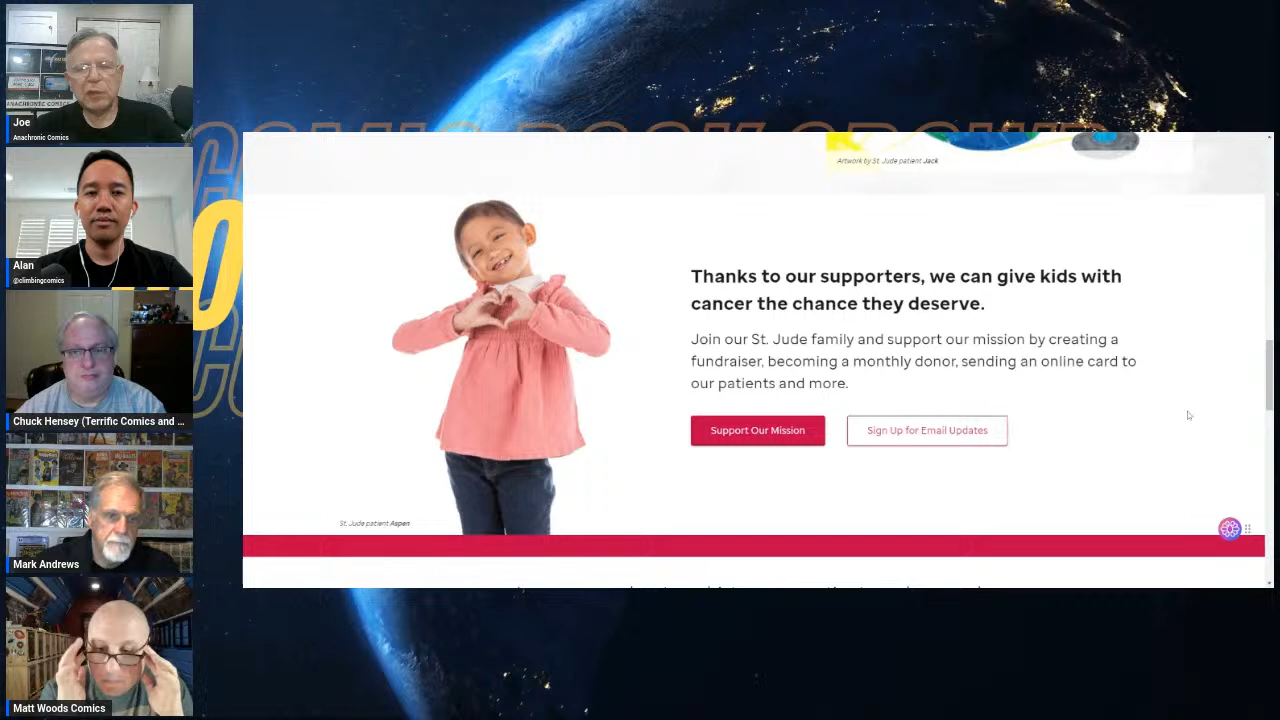 Joe
Anachronic Comics
ANACHRONIC COMICS
Alan
@climbingcomics
Chuck Hensey (Terrific Comics and ...
Mark Andrews
Matt Woods Comics
Artwork by St. Jude patient Jack
Thanks to our supporters, we can give kids with
cancer the chance they deserve.
Join our St. Jude family and support our mission by creating a
fundraiser, becoming a monthly donor, sending an online card to
our patients and more.
Support Our Mission
Sign Up for Email Updates
St. Jude patient Aspen